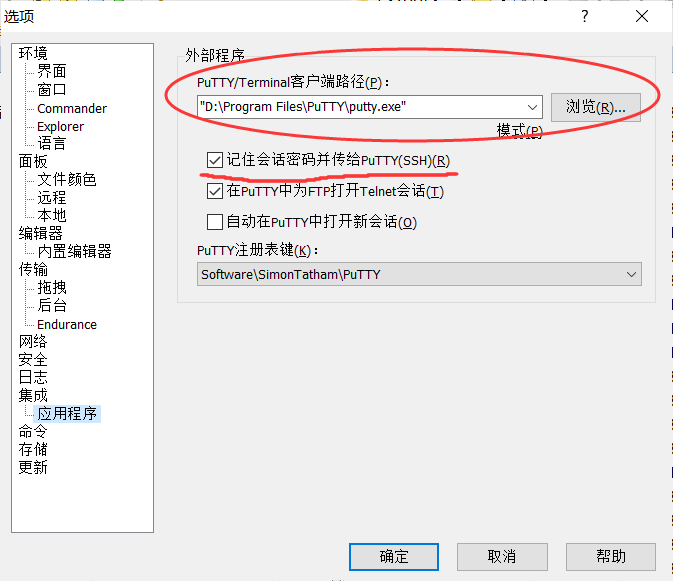 选项
?
环境
界面
窗口
Commander
Explorer
语言
面板
文件颜色
远程
本地
编辑器
内置编辑器
传输
拖拽
后台
Endurance
网络
安全
日志
集成
应用程序
命令
存储
更新
外部程序
PuTTY/Terminal客户端路径(P):
"D:\Program Files\PuTTY\putty.exe"
浏览(R)...
模式(P)
记住会话密码并传给PuTTY(SSH)(R)
在PuTTY中为FTP打开Telnet会话(T)
自动在PuTTY中打开新会话(O)
PuTTY注册表键(K):
Software\SimonTatham\PuTTY
确定
取消
帮助